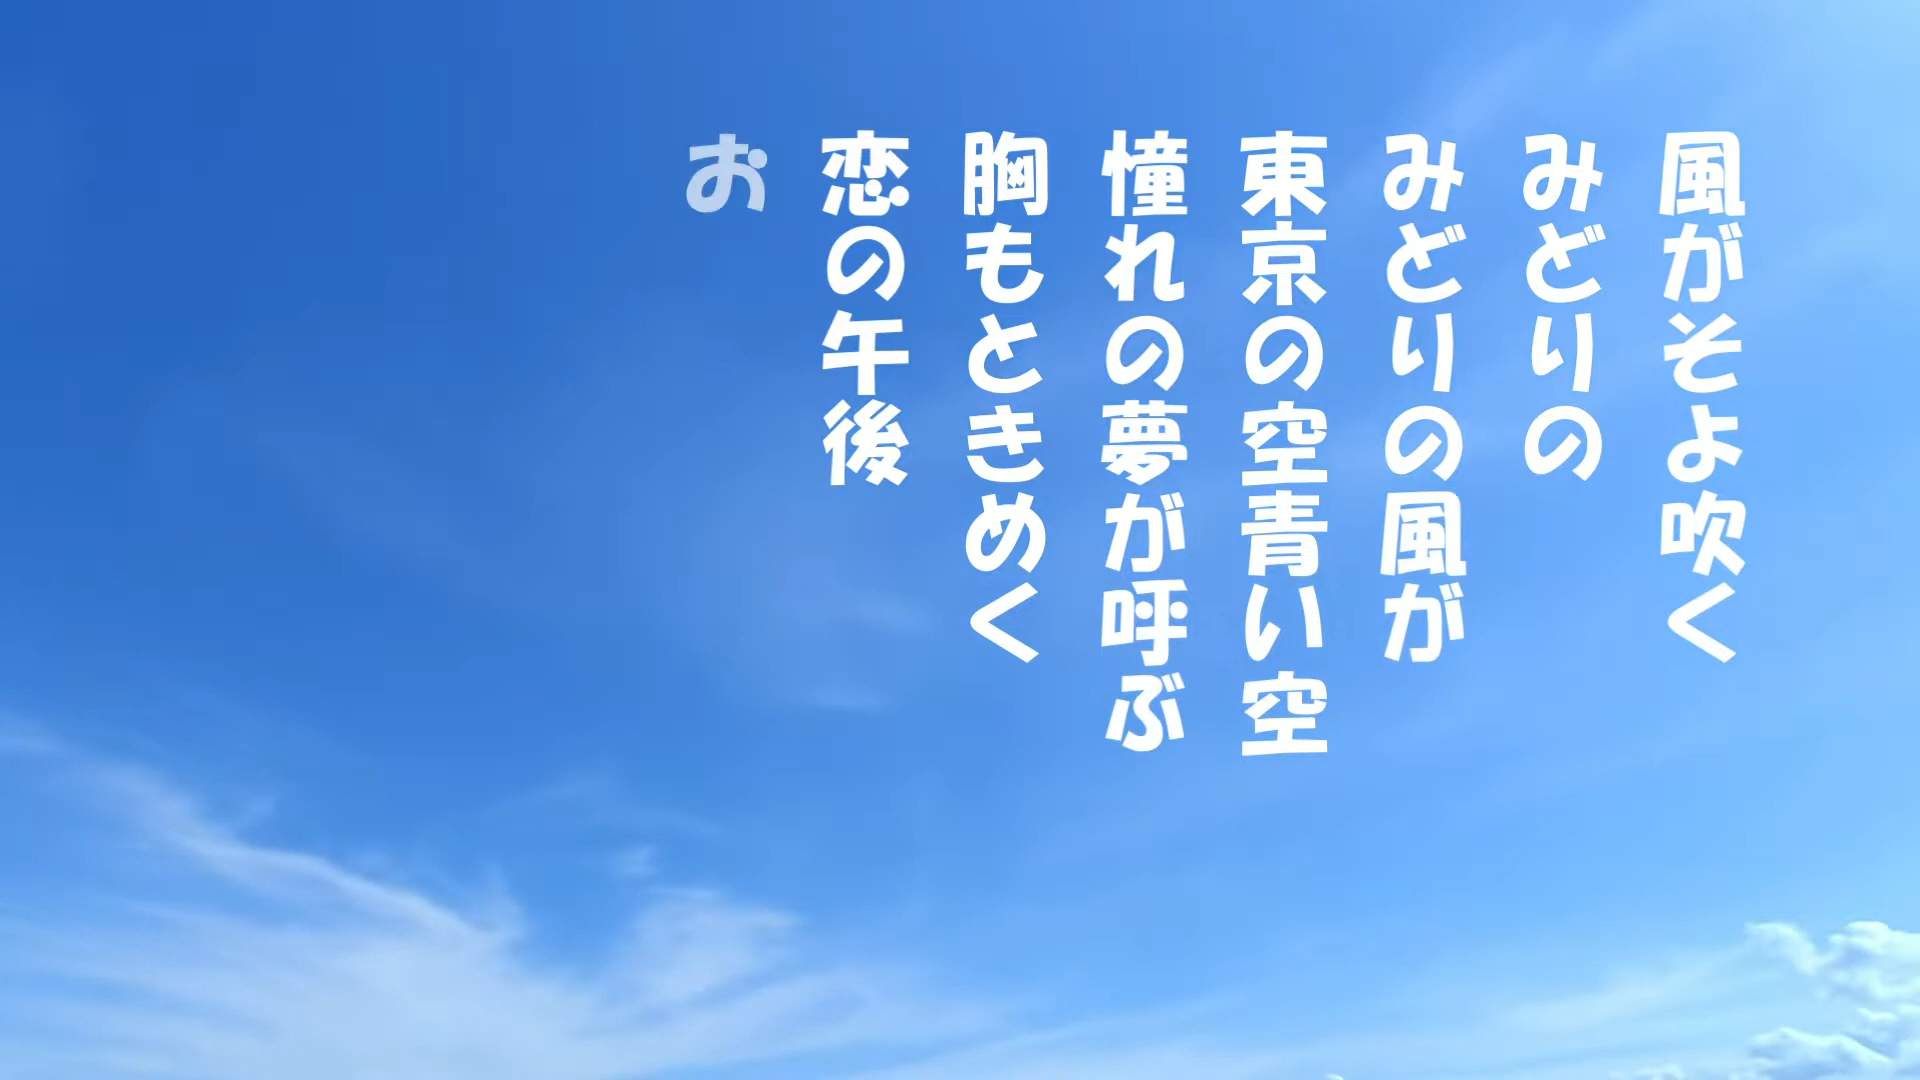 風がそよ吹く
みどりの
みどりの風が
東京の空青い空
憧れの夢が呼ぶ
胸もときめく
恋の午後
お